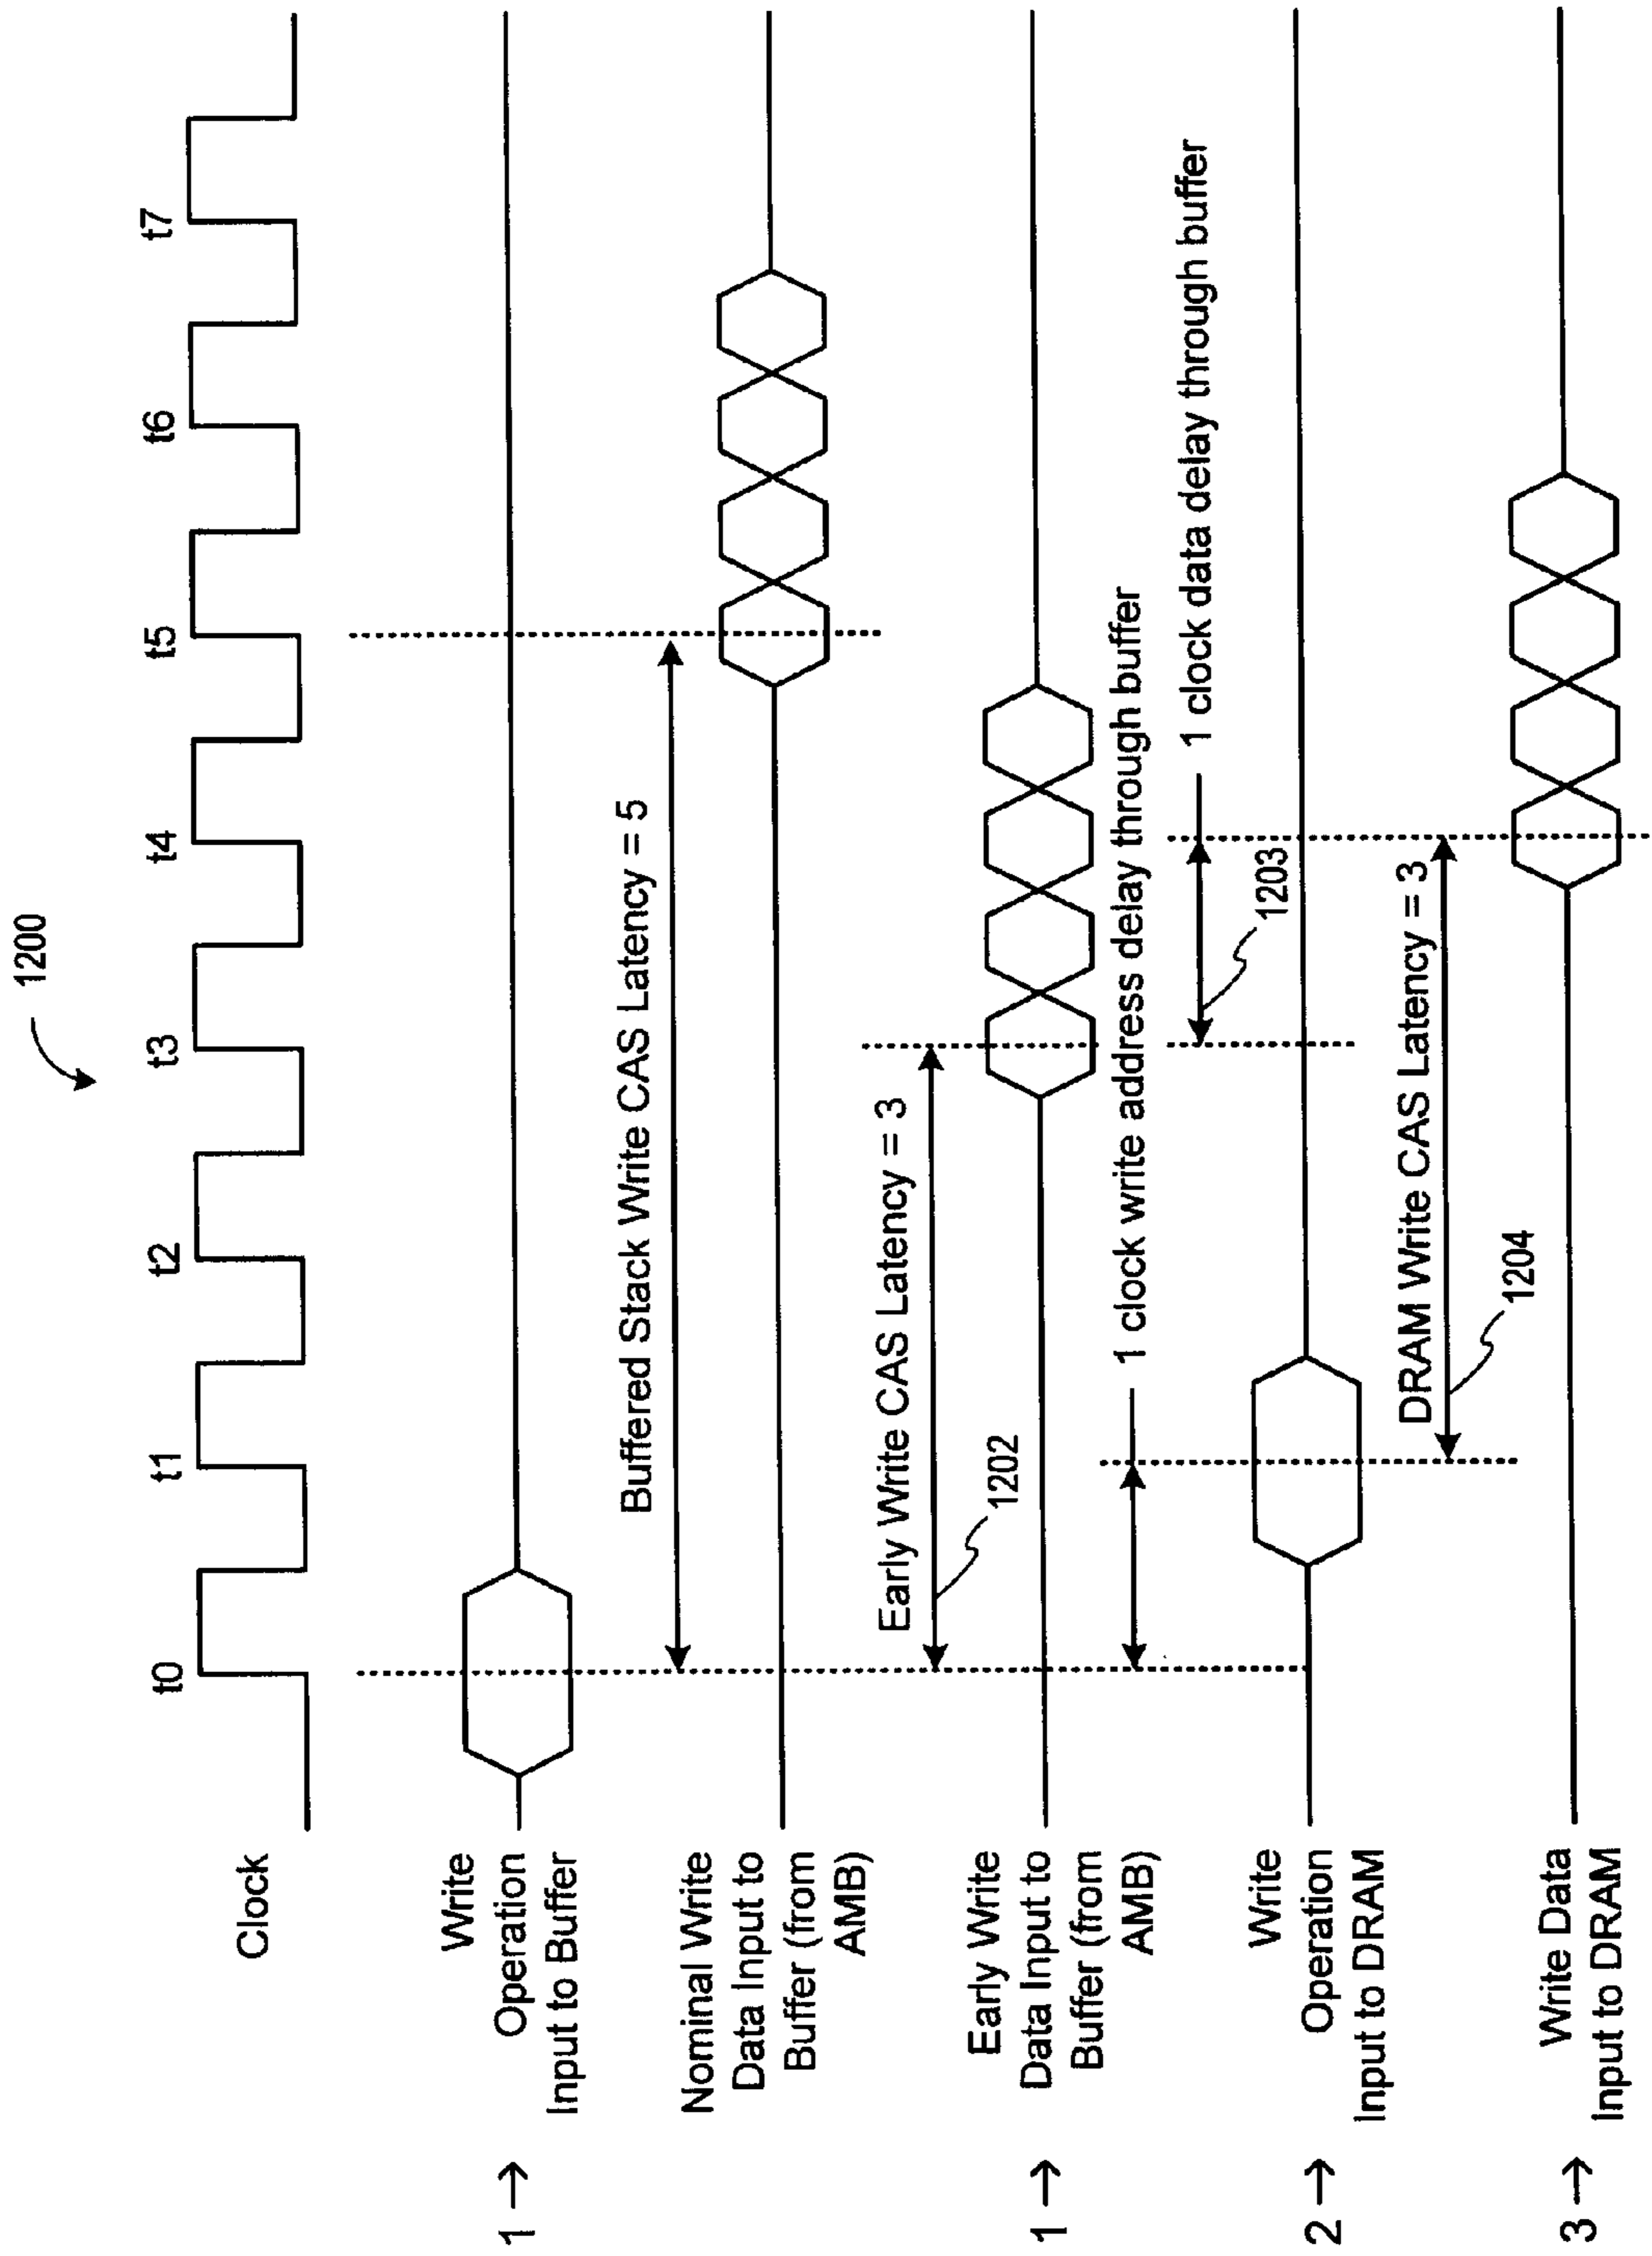 1200
t0 t1 t2 t3 t4 t5 t6 t7
Clock
1 →
Write
Operation
Input to Buffer
Buffered Stack Write CAS Latency = 5
Nominal Write
Data Input to
Buffer (from
AMB)
Early Write CAS Latency = 3
1202
1 →
Early Write
Data Input to
Buffer (from
AMB)
1 clock write address delay through buffer
1 clock data delay through buffer
1203
2 →
Write
Operation
Input to DRAM
DRAM Write CAS Latency = 3
1204
3 →
Write Data
Input to DRAM